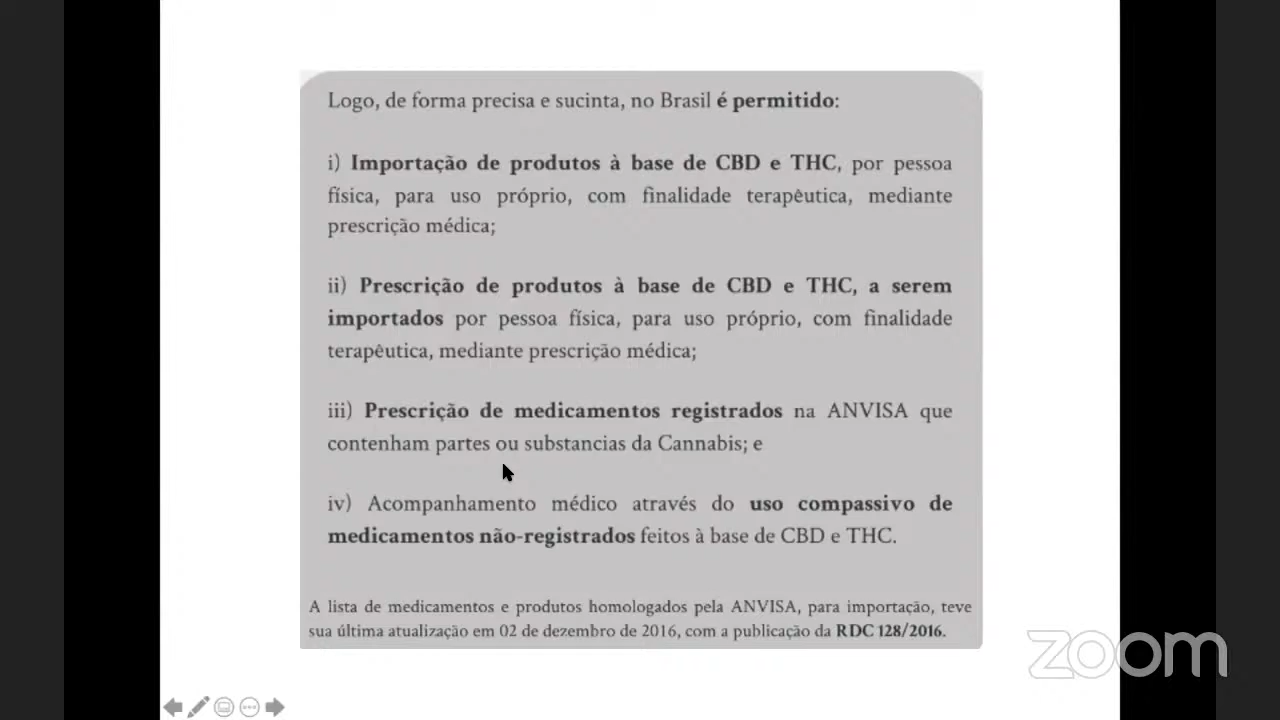 Logo, de forma precisa e sucinta, no Brasil é permitido:
i) Importação de produtos à base de CBD e THC, por pessoa
física, para uso próprio, com finalidade terapêutica, mediante
prescrição médica;
ii) Prescrição de produtos à base de CBD e THC, a serem
importados por pessoa física, para uso próprio, com finalidade
terapêutica, mediante prescrição médica;
iii) Prescrição de medicamentos registrados na ANVISA que
contenham partes ou substancias da Cannabis; e
iv) Acompanhamento médico através do uso compassivo de
medicamentos não-registrados feitos à base de CBD e THC.
A lista de medicamentos e produtos homologados pela ANVISA, para importação, teve
sua última atualização em 02 de dezembro de 2016, com a publicação da RDC 128/2016.
zoom